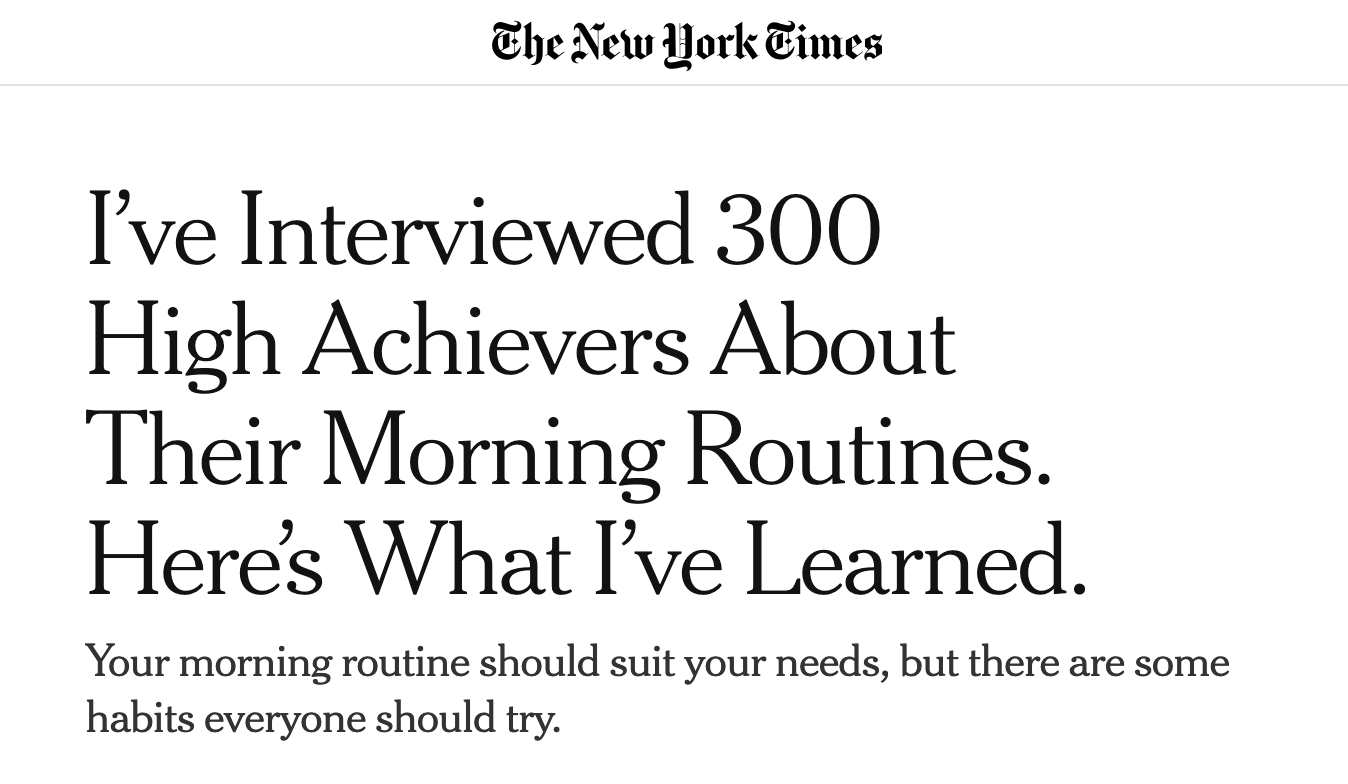 The New York Times
I’ve Interviewed 300
High Achievers About
Their Morning Routines.
Here’s What I’ve Learned.
Your morning routine should suit your needs, but there are some
habits everyone should try.